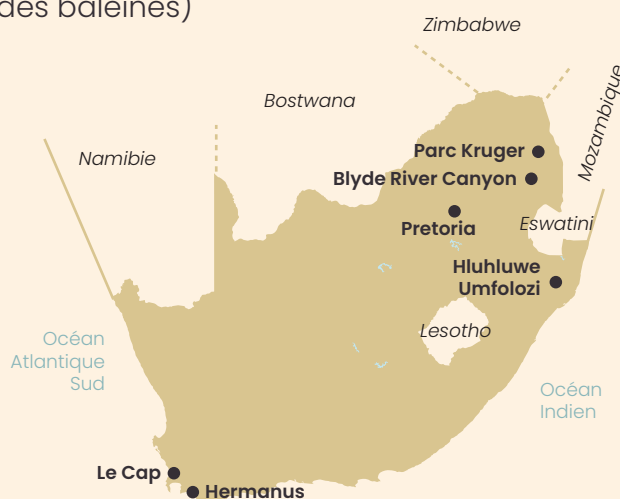 des baleines)
Zimbabwe
Bostwana
Mozambique
Namibie
Parc Kruger
Blyde River Canyon
Pretoria
Eswatini
Hluhluwe
Umfolozi
Lesotho
Océan
Atlantique
Sud
Océan
Indien
Le Cap
Hermanus